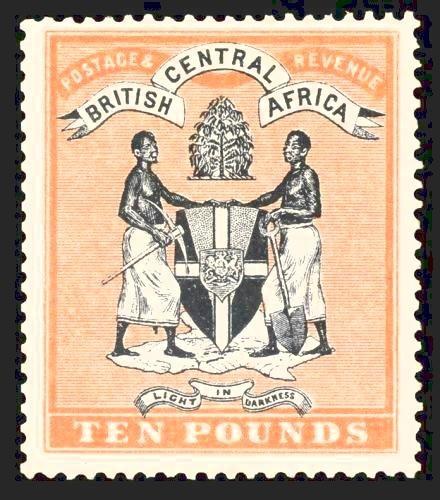 POSTAGE & REVENUE
BRITISH CENTRAL AFRICA
LIGHT IN DARKNESS
TEN POUNDS